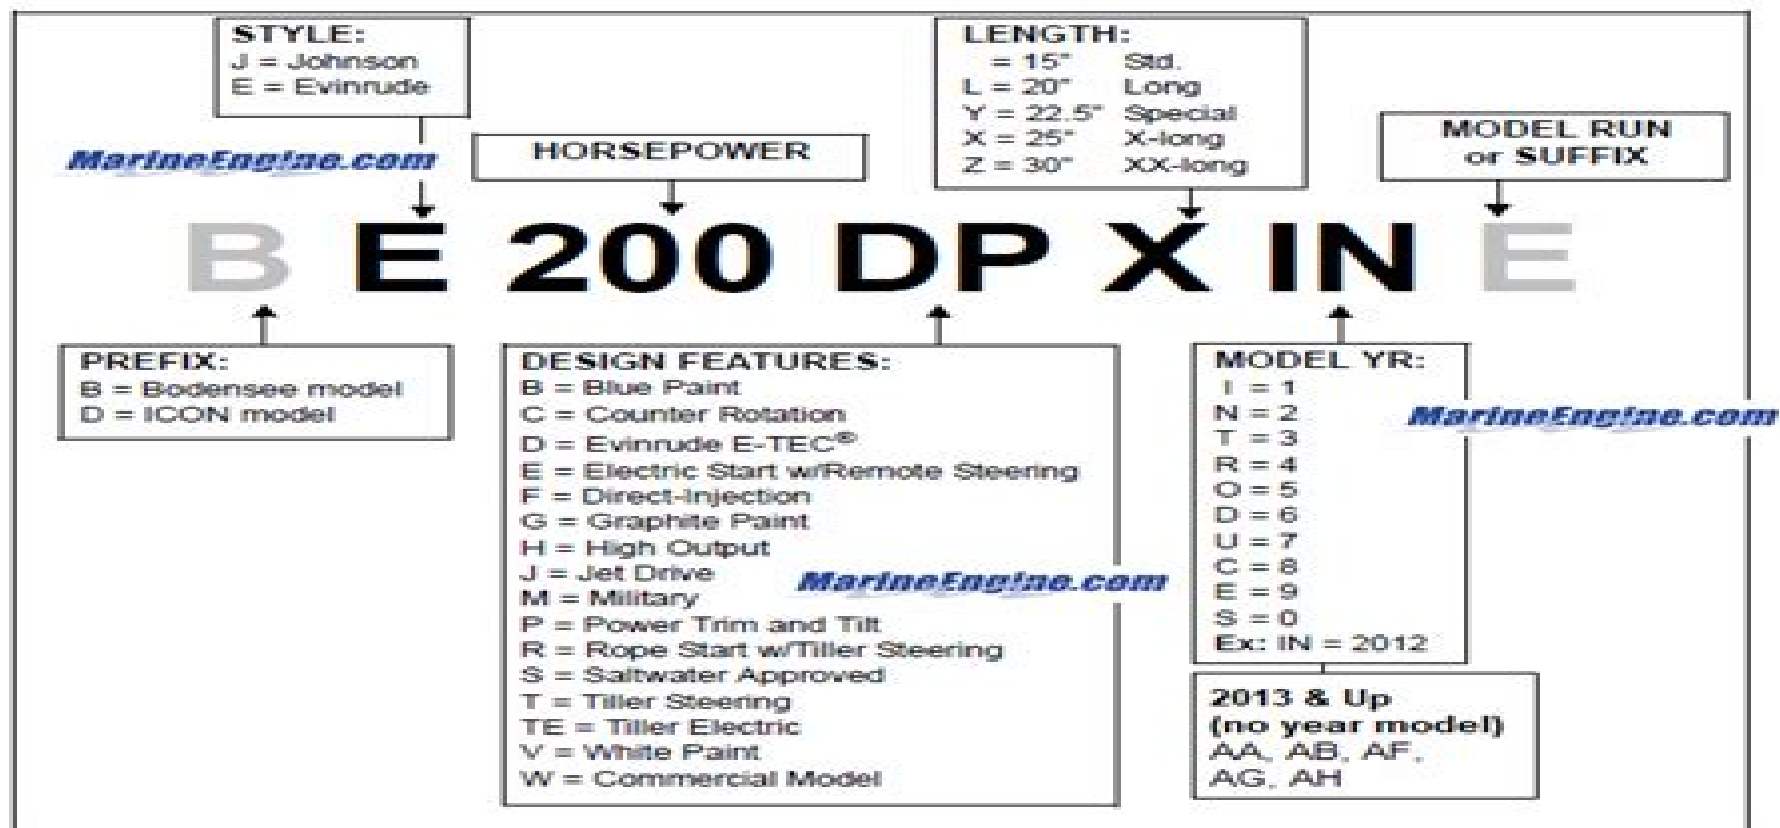 STYLE:
J = Johnson
E = Evinrude
LENGTH:
= 15" Std.
L = 20" Long
Y = 22.5" Special
X = 25" X-long
Z = 30" XX-long
HORSEPOWER
MODEL RUN
or SUFFIX
MarineEngine.com
B E 200 DP X IN E
PREFIX:
B = Bodensee model
D = ICON model
DESIGN FEATURES:
B = Blue Paint
C = Counter Rotation
D = Evinrude E-TEC®
E = Electric Start w/Remote Steering
F = Direct-Injection
G = Graphite Paint
H = High Output
J = Jet Drive
M = Military
P = Power Trim and Tilt
R = Rope Start w/Tiller Steering
S = Saltwater Approved
T = Tiller Steering
TE = Tiller Electric
V = White Paint
W = Commercial Model
MarineEngine.com
MODEL YR:
I = 1
N = 2
T = 3
R = 4
O = 5
D = 6
U = 7
C = 8
E = 9
S = 0
Ex: IN = 2012
MarineEngine.com
2013 & Up
(no year model)
AA, AB, AF,
AG, AH